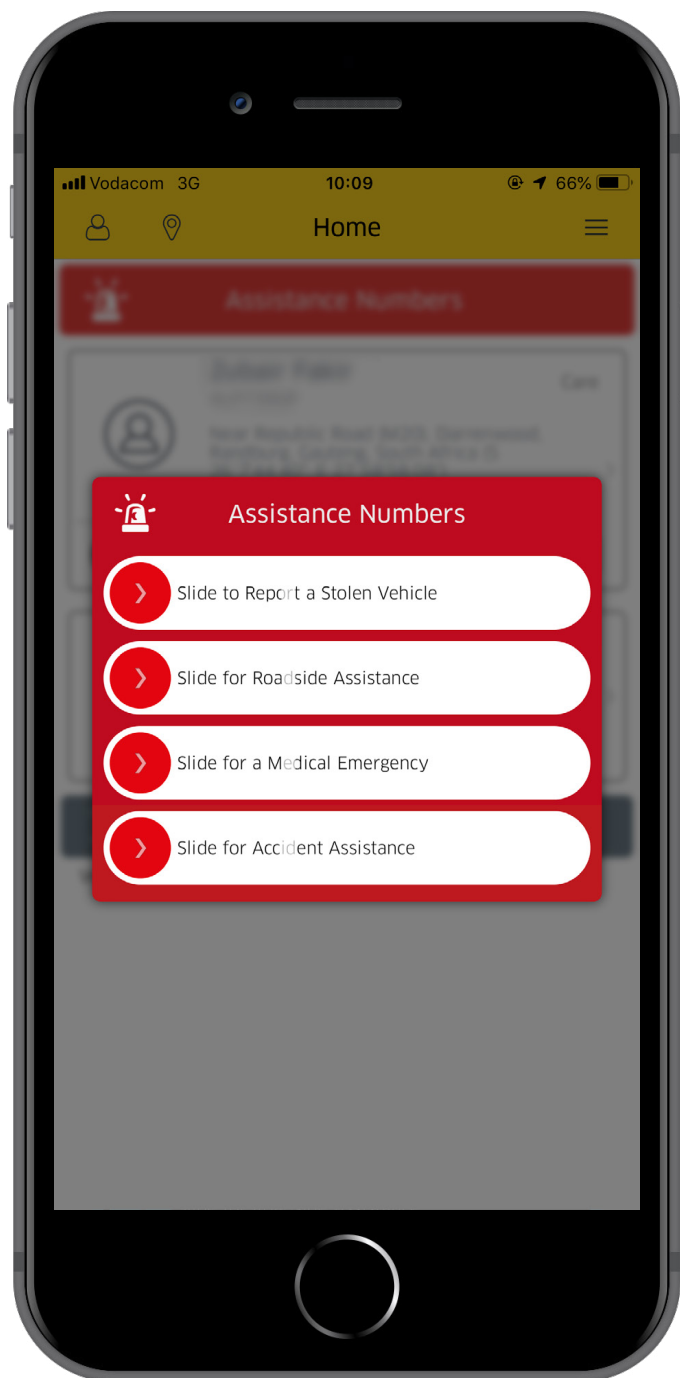 Vodacom 3G 10:09 66%
Home
Assistance Numbers
Care
Assistance Numbers
Slide to Report a Stolen Vehicle
Slide for Roadside Assistance
Slide for a Medical Emergency
Slide for Accident Assistance